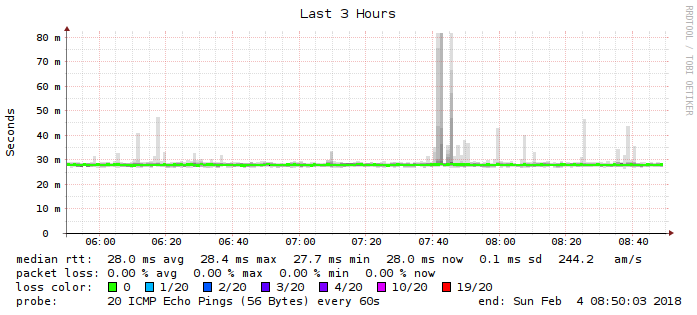 Last 3 Hours
RRDTOOL / TOBI OETIKER
Seconds
80 m
70 m
60 m
50 m
40 m
30 m
20 m
10 m
0
06:00 06:20 06:40 07:00 07:20 07:40 08:00 08:20 08:40
median rtt: 28.0 ms avg 28.4 ms max 27.7 ms min 28.0 ms now 0.1 ms sd 244.2 am/s
packet loss: 0.00 % avg 0.00 % max 0.00 % min 0.00 % now
loss color: 0 1/20 2/20 3/20 4/20 10/20 19/20
probe: 20 ICMP Echo Pings (56 Bytes) every 60s end: Sun Feb 4 08:50:03 2018